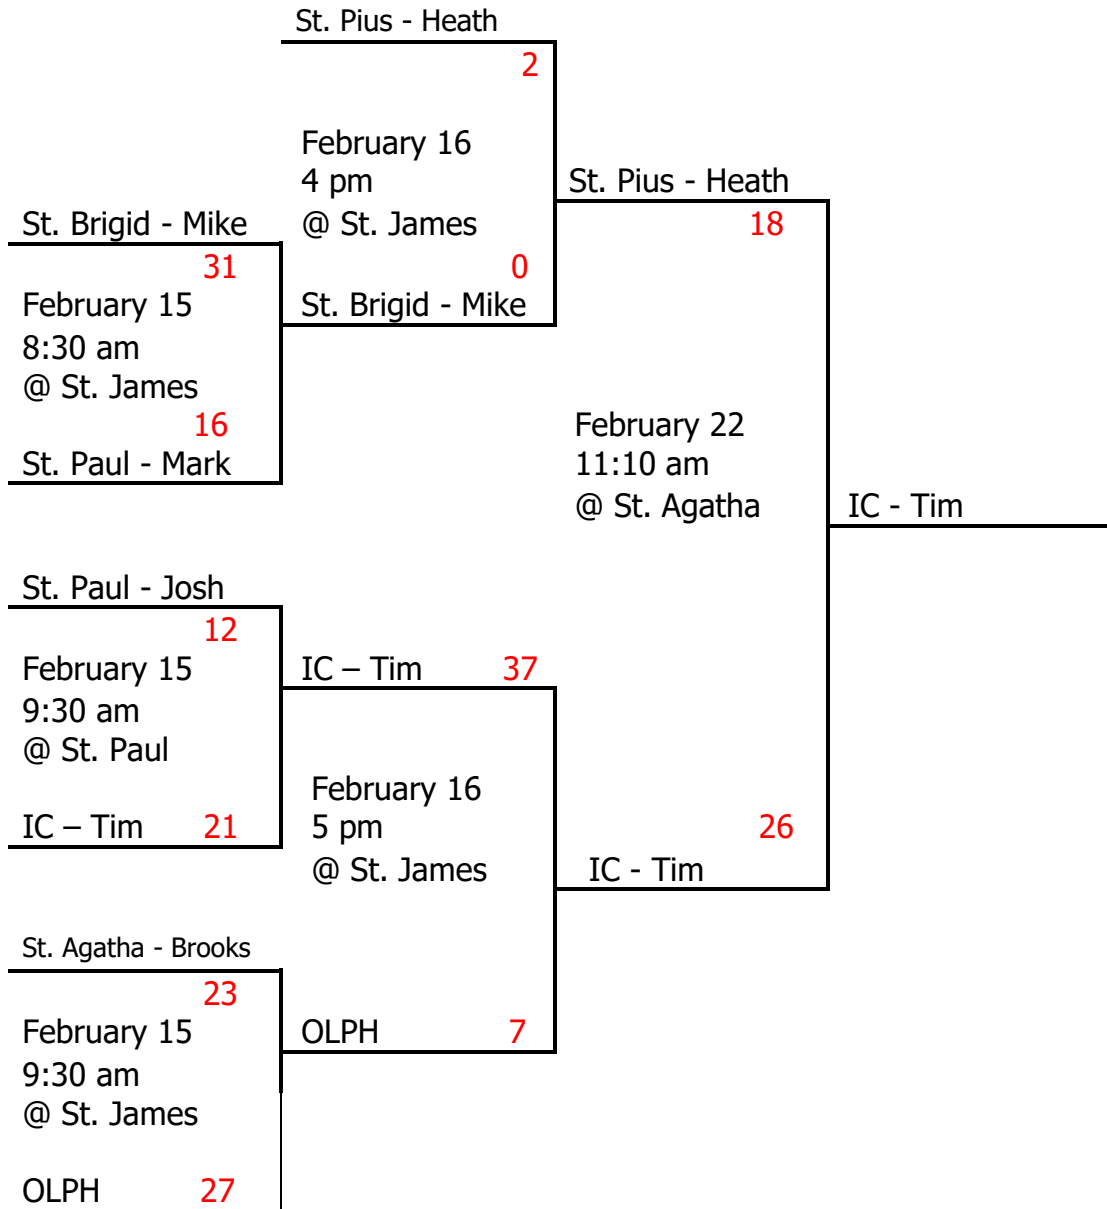 St. Pius - Heath
2
February 16
4 pm
@ St. James
0
St. Brigid - Mike
St. Brigid - Mike
31
February 15
8:30 am
@ St. James
16
St. Paul - Mark
St. Pius - Heath
18
February 22
11:10 am
@ St. Agatha
IC - Tim
St. Paul - Josh
12
February 15
9:30 am
@ St. Paul
IC – Tim 21
IC – Tim 37
February 16
5 pm
@ St. James
26
IC - Tim
St. Agatha - Brooks
23
February 15
9:30 am
@ St. James
OLPH 27
OLPH 7